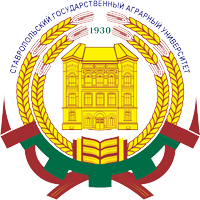 СТАВРОПОЛЬСКИЙ ГОСУДАРСТВЕННЫЙ АГРАРНЫЙ УНИВЕРСИТЕТ
1930